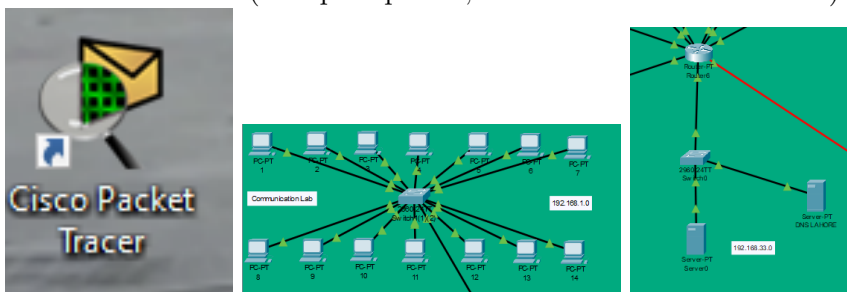 Cisco Packet
Tracer
PC-PT
1
PC-PT
2
PC-PT
3
PC-PT
PC-PT
5
PC-PT
6
PC-PT
7
Communication Lab
192.168.1.0
PC-PT
8
PC-PT
9
PC-PT
10
PC-PT
11
PC-PT
12
PC-PT
13
PC-PT
14
Router-PT
Router6
Switch0
Server-PT
DNS LAHORE
Server-PT
Server0
192.168.33.0